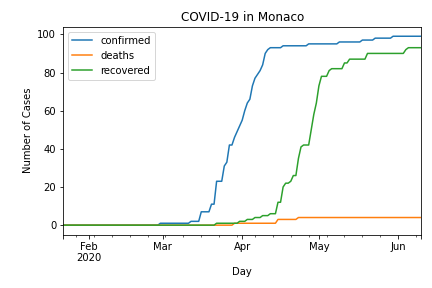 COVID-19 in Monaco
confirmed
deaths
recovered
Number of Cases
100
80
60
40
20
0
Feb
2020
Mar
Apr
May
Jun
Day